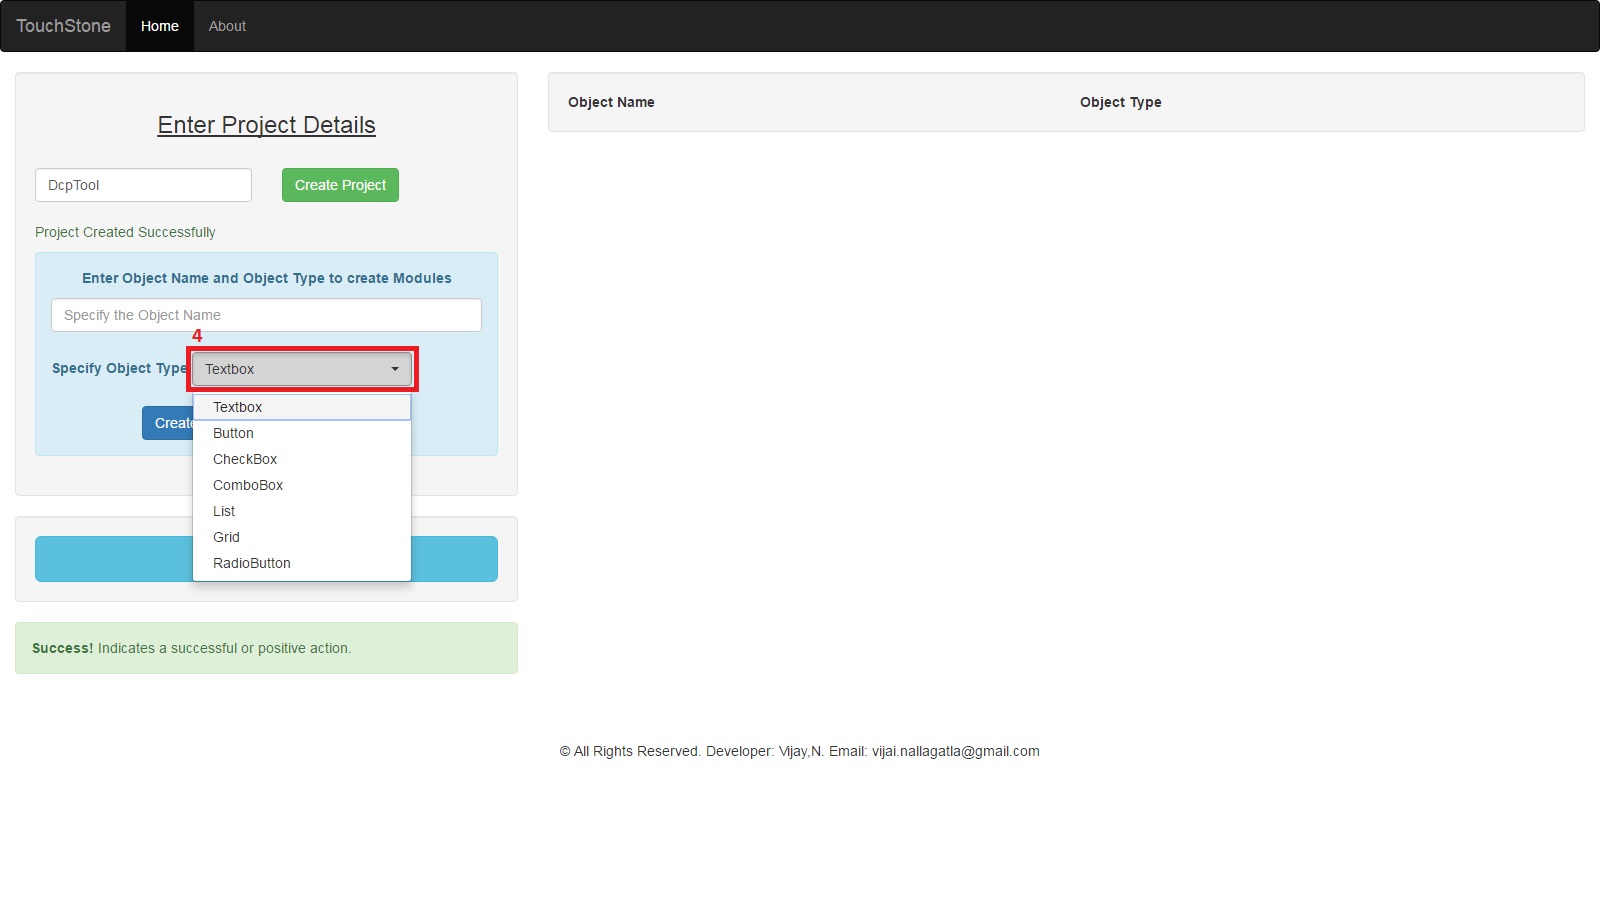 TouchStone Home About
Enter Project Details
DcpTool Create Project
Project Created Successfully
Enter Object Name and Object Type to create Modules
Specify the Object Name
4
Specify Object Type Textbox
Textbox
Button
CheckBox
ComboBox
List
Grid
RadioButton
Success! Indicates a successful or positive action.
Object Name Object Type
© All Rights Reserved. Developer: Vijay,N. Email: vijai.nallagatla@gmail.com